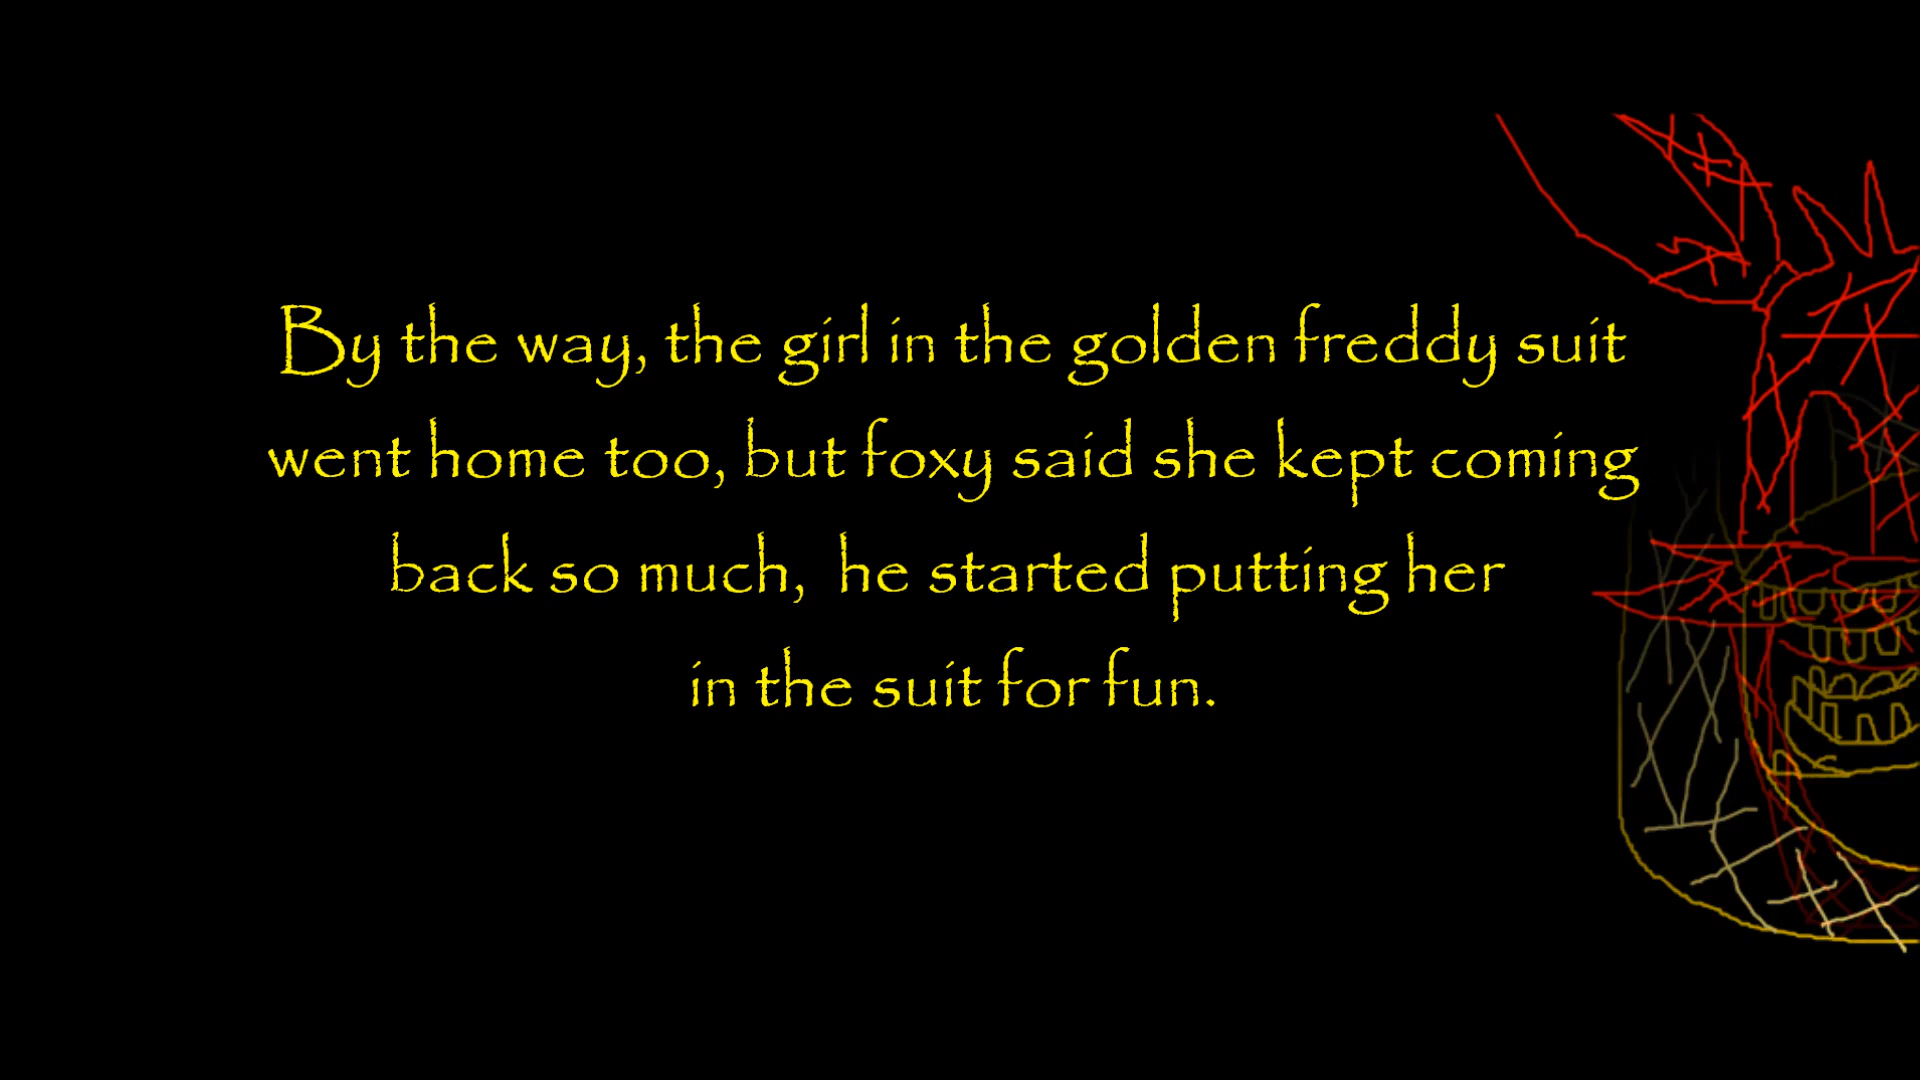 By the way, the girl in the golden freddy suit
went home too, but foxy said she kept coming
back so much,  he started putting her
in the suit for fun.